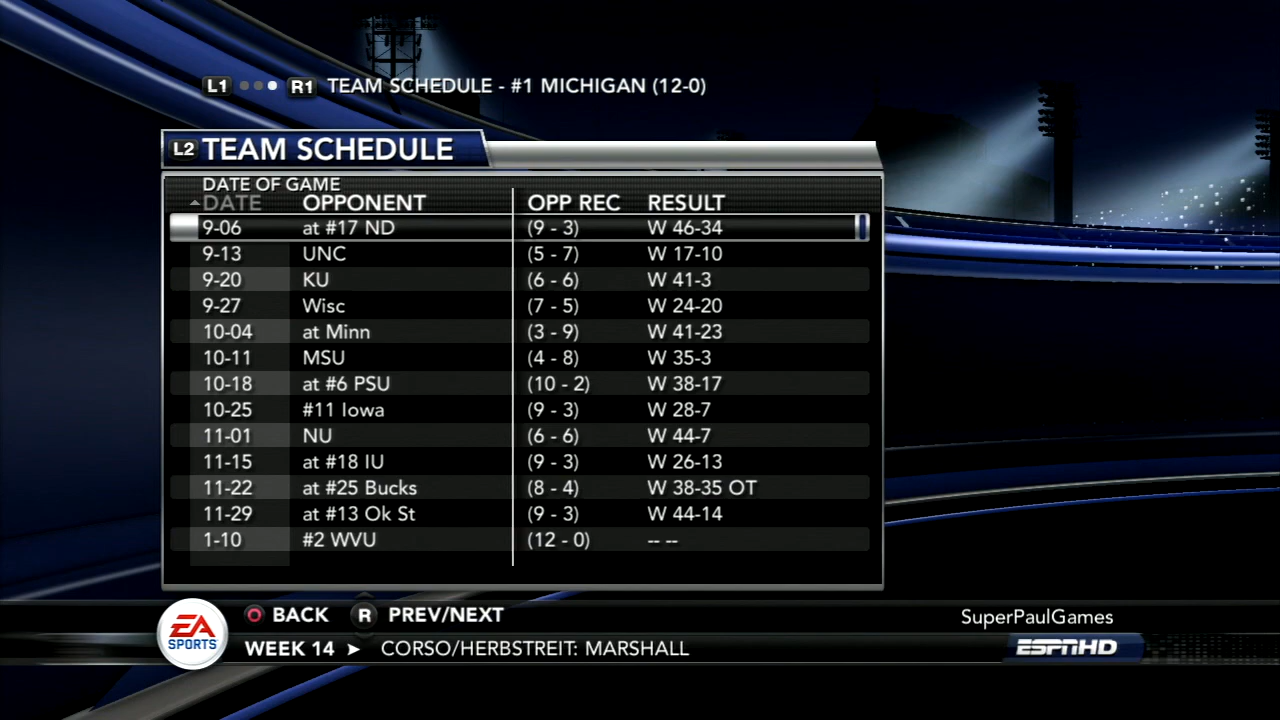 L1 R1 TEAM SCHEDULE - #1 MICHIGAN (12-0)
L2 TEAM SCHEDULE
DATE OF GAME
DATE OPPONENT OPP REC RESULT
9-06 at #17 ND (9 - 3) W 46-34
9-13 UNC (5 - 7) W 17-10
9-20 KU (6 - 6) W 41-3
9-27 Wisc (7 - 5) W 24-20
10-04 at Minn (3 - 9) W 41-23
10-11 MSU (4 - 8) W 35-3
10-18 at #6 PSU (10 - 2) W 38-17
10-25 #11 Iowa (9 - 3) W 28-7
11-01 NU (6 - 6) W 44-7
11-15 at #18 IU (9 - 3) W 26-13
11-22 at #25 Bucks (8 - 4) W 38-35 OT
11-29 at #13 Ok St (9 - 3) W 44-14
1-10 #2 WVU (12 - 0) -- --
BACK R PREV/NEXT SuperPaulGames
EA SPORTS
WEEK 14 CORSO/HERBSTREIT: MARSHALL ESPNHD